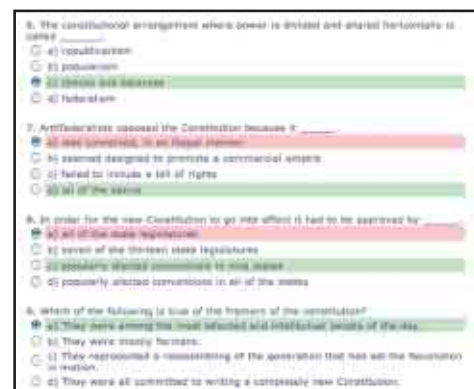 6. The constitutional arrangement where power is divided and shared horizontally is
called ______.
a) republicanism
b) popularism
c) checks and balances
d) federalism
7. Antifederalists opposed the Constitution because it ______.
a) was conceived, in an illegal manner
b) seemed designed to promote a commercial empire
c) failed to include a bill of rights
d) all of the above
8. In order for the new Constitution to go into effect it had to be approved by ______.
a) all of the state legislatures
b) seven of the thirteen state legislatures
c) popularly elected conventions in nine states
d) popularly elected conventions in all of the states
9. Which of the following is true of the framers of the constitution?
a) They were among the most talented and intellectual people of the day.
b) They were mostly farmers.
c) They represented a reassembling of the generation that had set the Revolution
in motion.
d) They were all committed to writing a completely new Constitution.